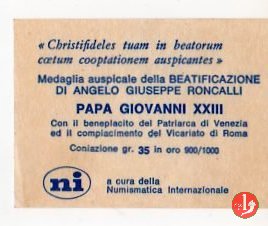 « Christifideles tuam in beatorum
cœtum cooptationem auspicantes »
Medaglia auspicale della BEATIFICAZIONE
DI ANGELO GIUSEPPE RONCALLI
PAPA GIOVANNI XXIII
Con il beneplacito del Patriarca di Venezia
ed il complacimento del Vicariato di Roma
Coniazione gr. 35 in oro 900/1000
ni
a cura della
Numismatica Internazionale